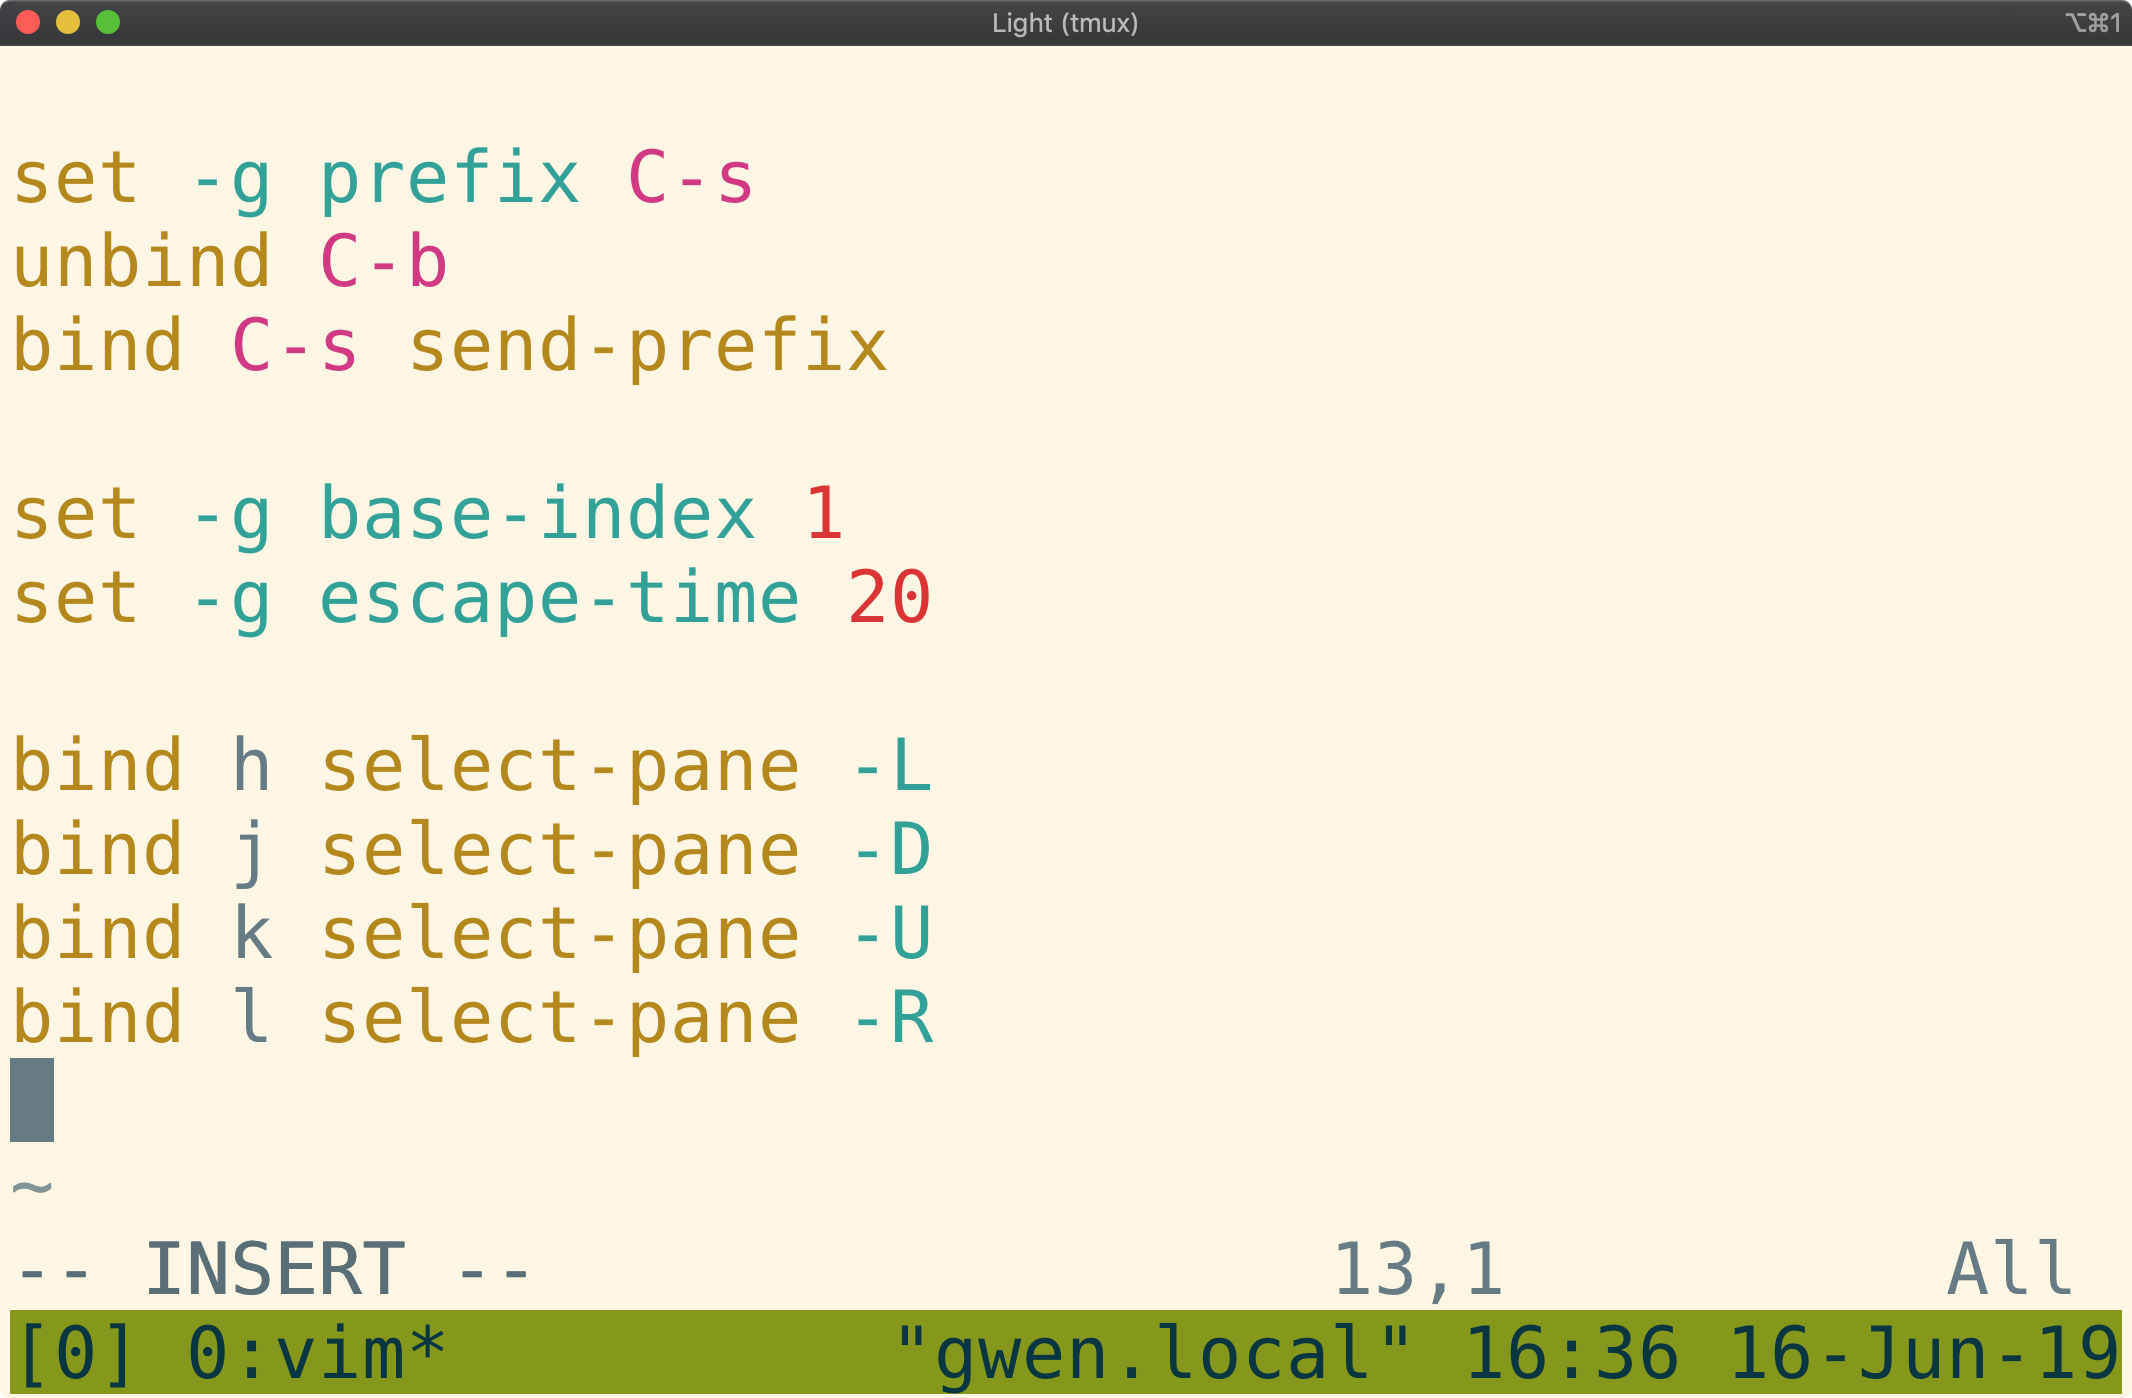 Light (tmux) ⌥⌘1
set -g prefix C-s
unbind C-b
bind C-s send-prefix
set -g base-index 1
set -g escape-time 20
bind h select-pane -L
bind j select-pane -D
bind k select-pane -U
bind l select-pane -R
~
-- INSERT -- 13,1 All
[0] 0:vim* "gwen.local" 16:36 16-Jun-19